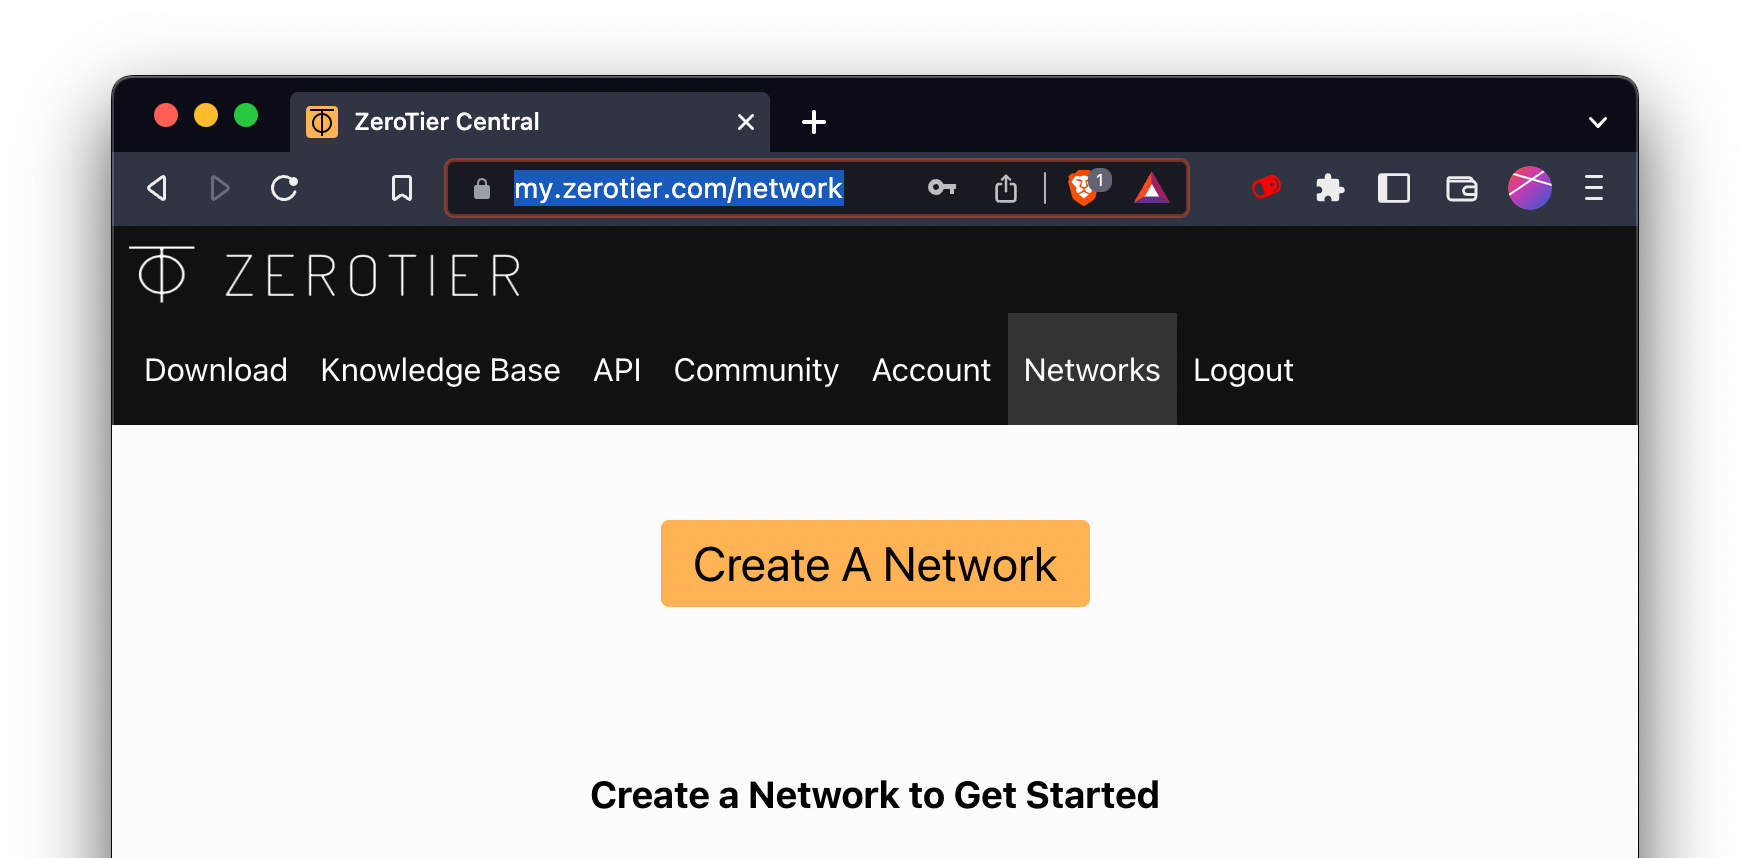 ZeroTier Central
my.zerotier.com/network
1
ZEROTIER
Download Knowledge Base API Community Account Networks Logout
Create A Network
Create a Network to Get Started